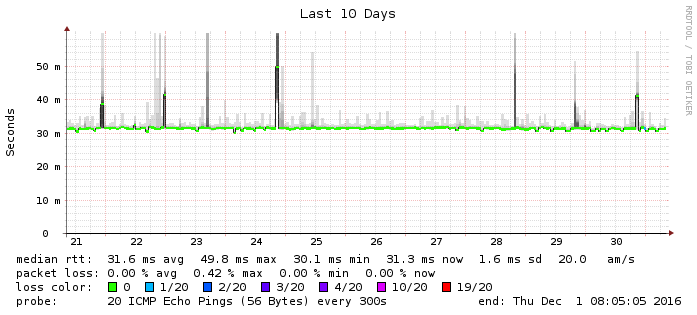 Last 10 Days
RRDTOOL / TOBI OETIKER
Seconds
50 m
40 m
30 m
20 m
10 m
0
21 22 23 24 25 26 27 28 29 30
median rtt: 31.6 ms avg 49.8 ms max 30.1 ms min 31.3 ms now 1.6 ms sd 20.0 am/s
packet loss: 0.00 % avg 0.42 % max 0.00 % min 0.00 % now
loss color: 0 1/20 2/20 3/20 4/20 10/20 19/20
probe: 20 ICMP Echo Pings (56 Bytes) every 300s end: Thu Dec 1 08:05:05 2016